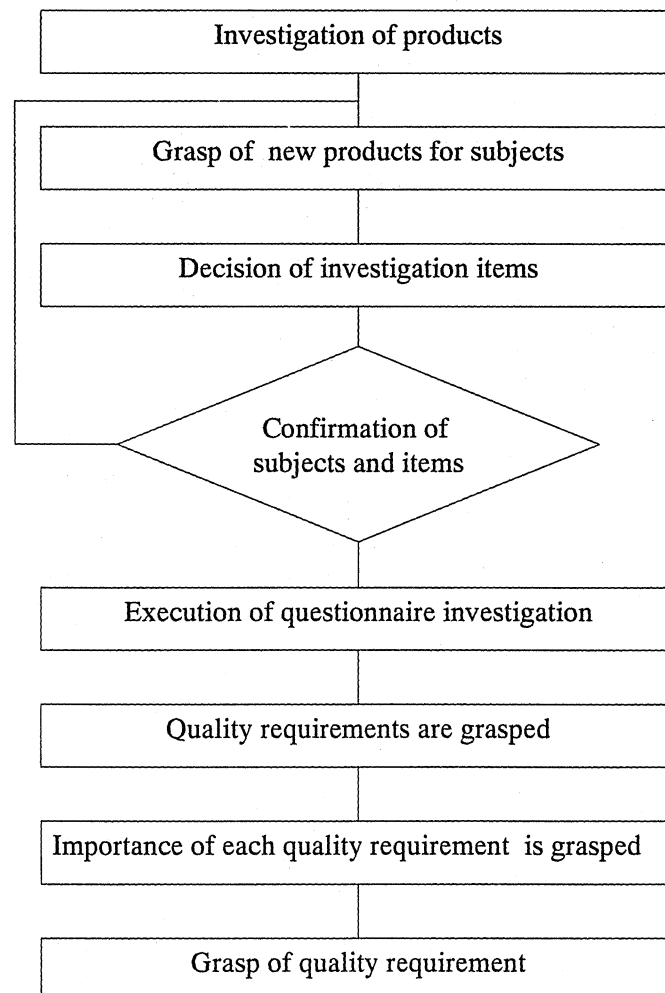 Investigation of products
Grasp of new products for subjects
Decision of investigation items
Confirmation of
subjects and items
Execution of questionnaire investigation
Quality requirements are grasped
Importance of each quality requirement is grasped
Grasp of quality requirement